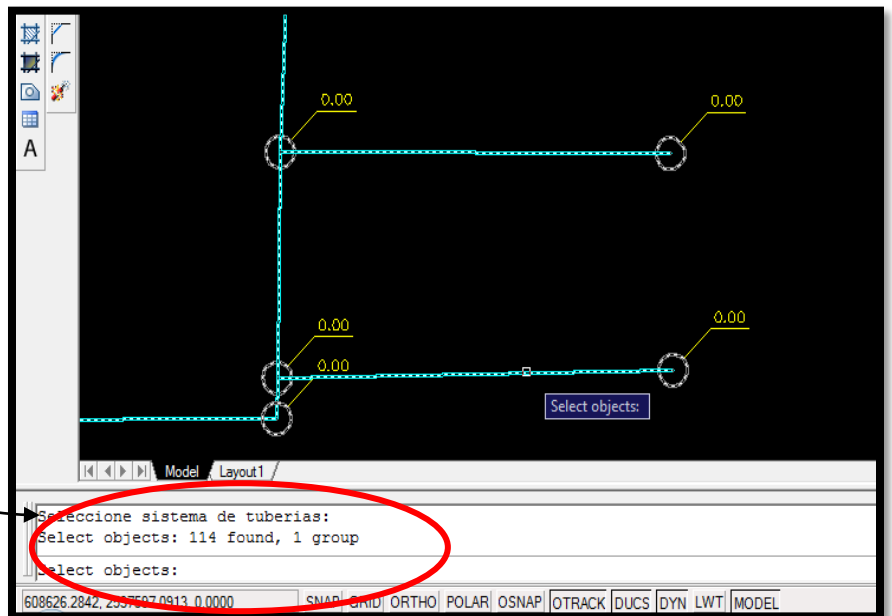 A
0.00
0.00
0.00
0.00
0.00
Select objects:
Model Layout1
Seleccione sistema de tuberias:
Select objects: 114 found, 1 group
Select objects:
SNAP GRID ORTHO POLAR OSNAP OTRACK DUCS DYN LWT MODEL